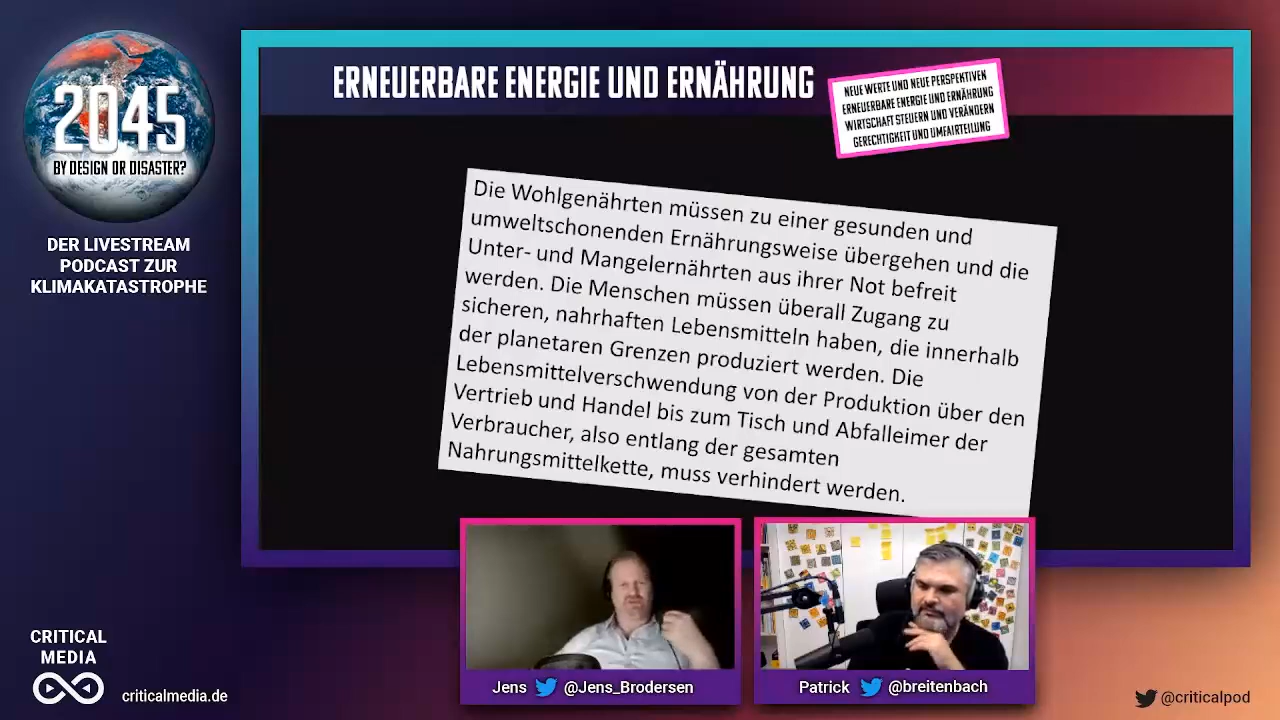 2045
BY DESIGN OR DISASTER?
DER LIVESTREAM
PODCAST ZUR
KLIMAKATASTROPHE
ERNEUERBARE ENERGIE UND ERNÄHRUNG
NEUE WERTE UND NEUE PERSPEKTIVEN
ERNEUERBARE ENERGIE UND ERNÄHRUNG
WIRTSCHAFT STEUERN UND VERÄNDERN
GERECHTIGKEIT UND UMFAIRTEILUNG
Die Wohlgenährten müssen zu einer gesunden und
umweltschonenden Ernährungsweise übergehen und die
Unter- und Mangelernährten aus ihrer Not befreit
werden. Die Menschen müssen überall Zugang zu
sicheren, nahrhaften Lebensmitteln haben, die innerhalb
der planetaren Grenzen produziert werden. Die
Lebensmittelverschwendung von der Produktion über den
Vertrieb und Handel bis zum Tisch und Abfalleimer der
Verbraucher, also entlang der gesamten
Nahrungsmittelkette, muss verhindert werden.
Jens @Jens_Brodersen
Patrick @breitenbach
CRITICAL
MEDIA
criticalmedia.de
@criticalpod